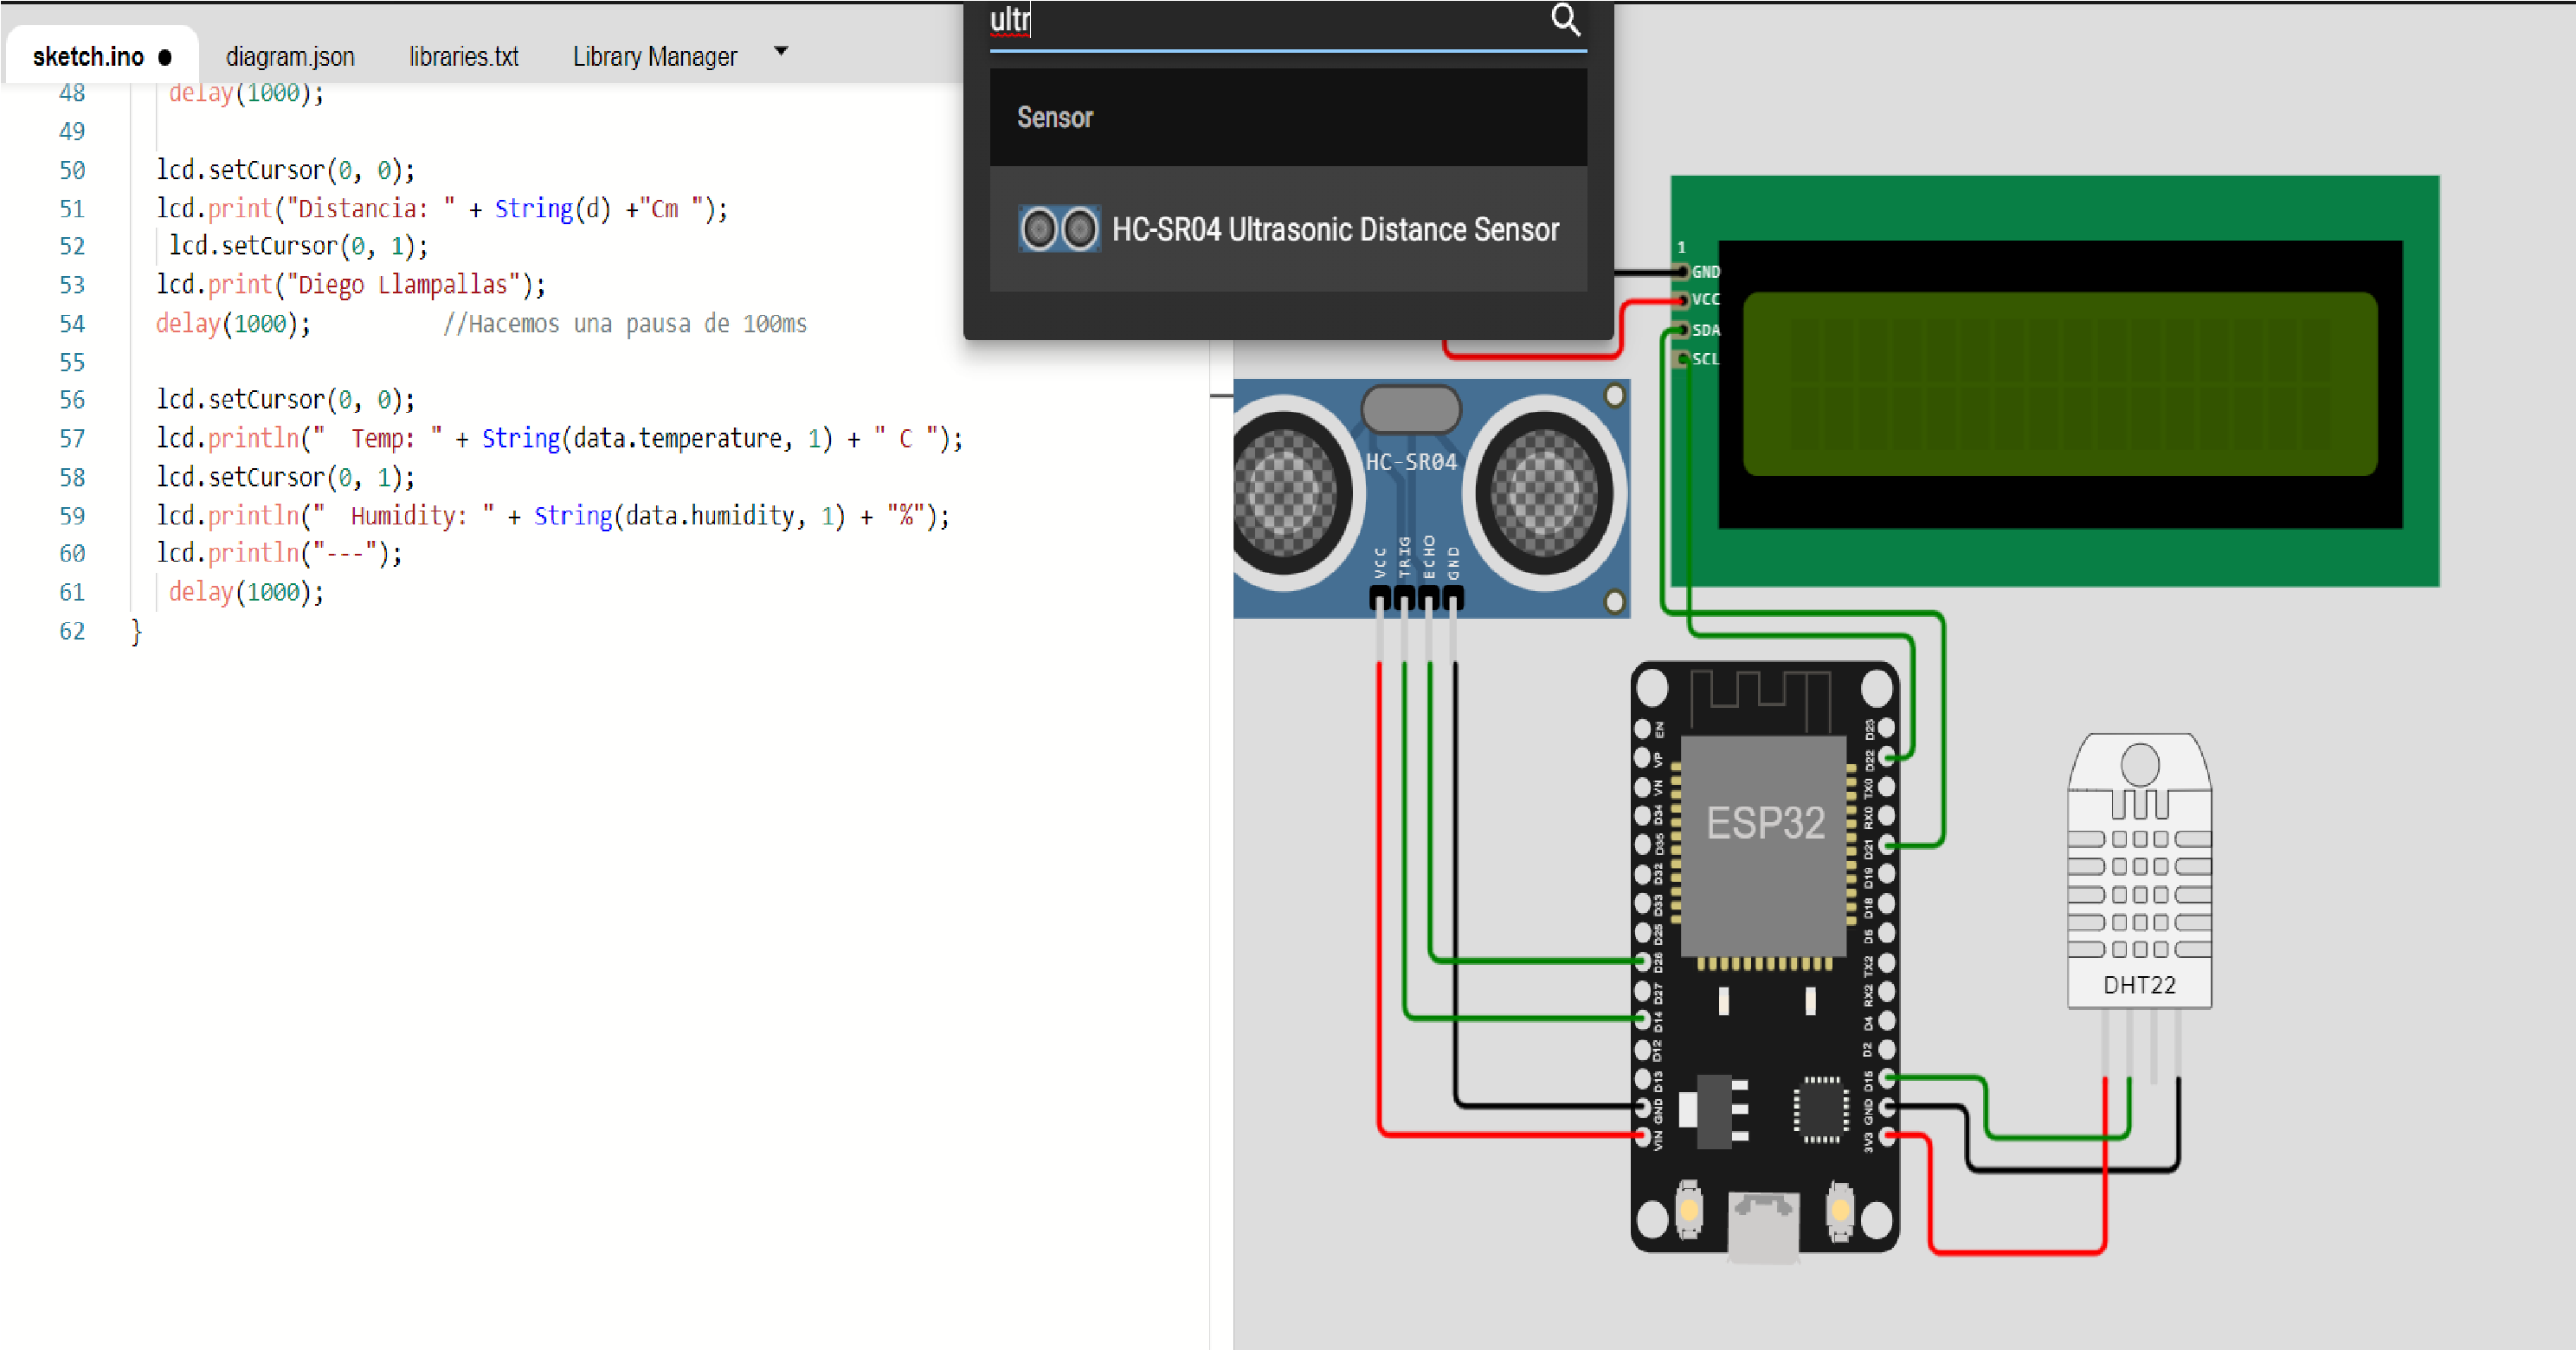 ultr
sketch.ino ● diagram.json libraries.txt Library Manager
Sensor
HC-SR04 Ultrasonic Distance Sensor
48 delay(1000);
49
50 lcd.setCursor(0, 0);
51 lcd.print("Distancia: " + String(d) +"Cm ");
52 lcd.setCursor(0, 1);
53 lcd.print("Diego Llampallas");
54 delay(1000); //Hacemos una pausa de 100ms
55
56 lcd.setCursor(0, 0);
57 lcd.println("  Temp: " + String(data.temperature, 1) + " C ");
58 lcd.setCursor(0, 1);
59 lcd.println("  Humidity: " + String(data.humidity, 1) + "%");
60 lcd.println("---");
61 delay(1000);
62 }
1
GND
VCC
SDA
SCL
HC-SR04
VCC
TRIG
ECHO
GND
ESP32
EN
VP
VN
D34
D35
D32
D33
D25
D26
D27
D14
D12
D13
GND
VIN
D23
D22
TX0
RX0
D21
D19
D18
D5
TX2
RX2
D4
D2
D15
GND
3V3
DHT22